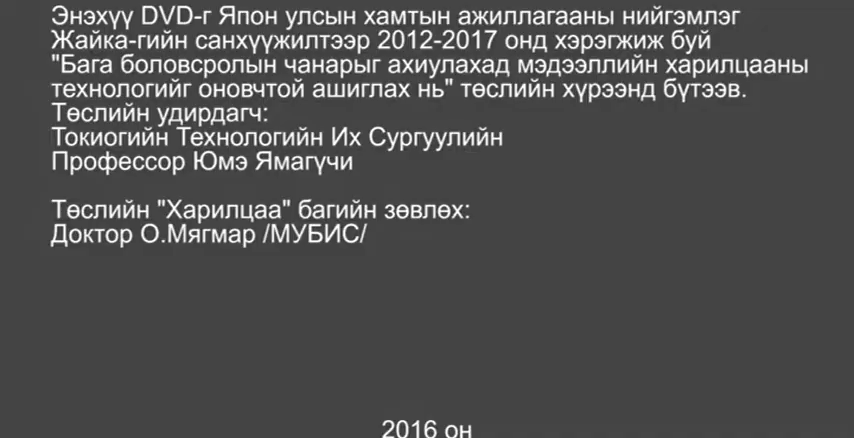 Энэхүү DVD-г Япон улсын хамтын ажиллагааны нийгэмлэг
Жайка-гийн санхүүжилтээр 2012-2017 онд хэрэгжиж буй
"Бага боловсролын чанарыг ахиулахад мэдээллийн харилцааны
технологийг оновчтой ашиглах нь" төслийн хүрээнд бүтээв.
Төслийн удирдагч:
Токиогийн Технологийн Их Сургуулийн
Профессор Юмэ Ямагүчи
Төслийн "Харилцаа" багийн зөвлөх:
Доктор О.Мягмар /МУБИС/
2016 он